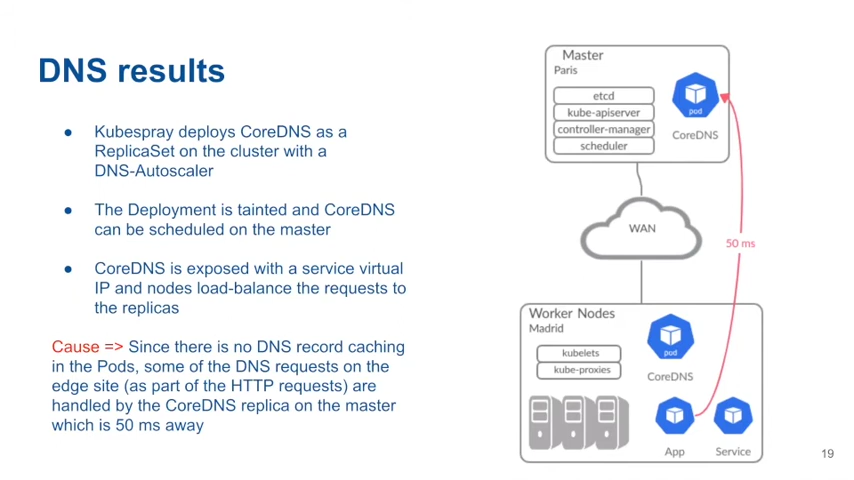 DNS results
● Kubespray deploys CoreDNS as a
ReplicaSet on the cluster with a
DNS-Autoscaler
● The Deployment is tainted and CoreDNS
can be scheduled on the master
● CoreDNS is exposed with a service virtual
IP and nodes load-balance the requests to
the replicas
Cause => Since there is no DNS record caching
in the Pods, some of the DNS requests on the
edge site (as part of the HTTP requests) are
handled by the CoreDNS replica on the master
which is 50 ms away
Master
Paris
etcd
kube-apiserver
controller-manager
scheduler
pod
CoreDNS
WAN
50 ms
Worker Nodes
Madrid
kubelets
kube-proxies
pod
CoreDNS
App
Service
19